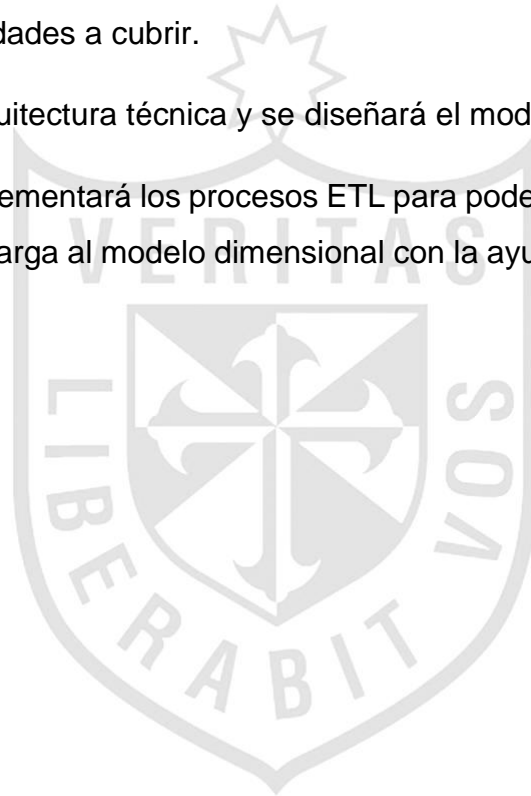 dades a cubrir.
uitectura técnica y se diseñará el mod
ementará los procesos ETL para pode
arga al modelo dimensional con la ayu
VERITAS
LIBERABIT VOS